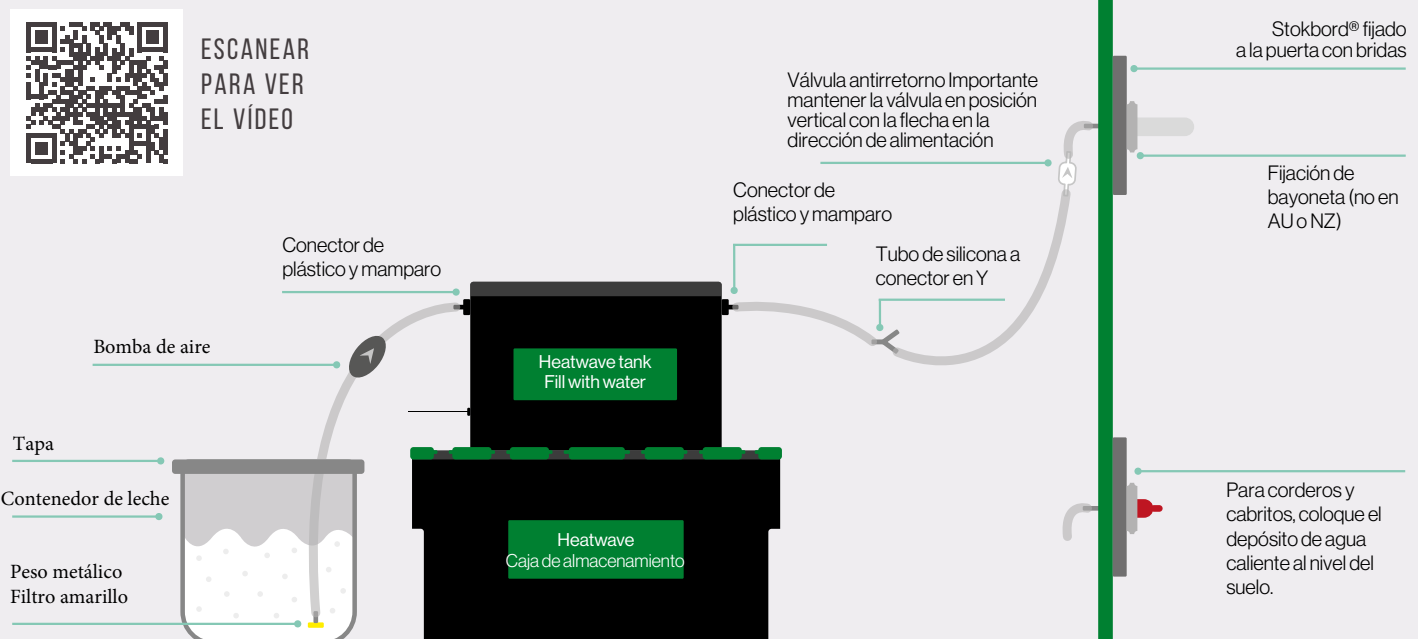 ESCANEAR
PARA VER
EL VÍDEO
Stokbord® fijado
a la puerta con bridas
Válvula antirretorno Importante
mantener la válvula en posición
vertical con la flecha en la
dirección de alimentación
Fijación de
bayoneta (no en
AU o NZ)
Conector de
plástico y mamparo
Tubo de silicona a
conector en Y
Conector de
plástico y mamparo
Bomba de aire
Heatwave tank
Fill with water
Tapa
Contenedor de leche
Peso metálico
Filtro amarillo
Heatwave
Caja de almacenamiento
Para corderos y
cabritos, coloque el
depósito de agua
caliente al nivel del
suelo.